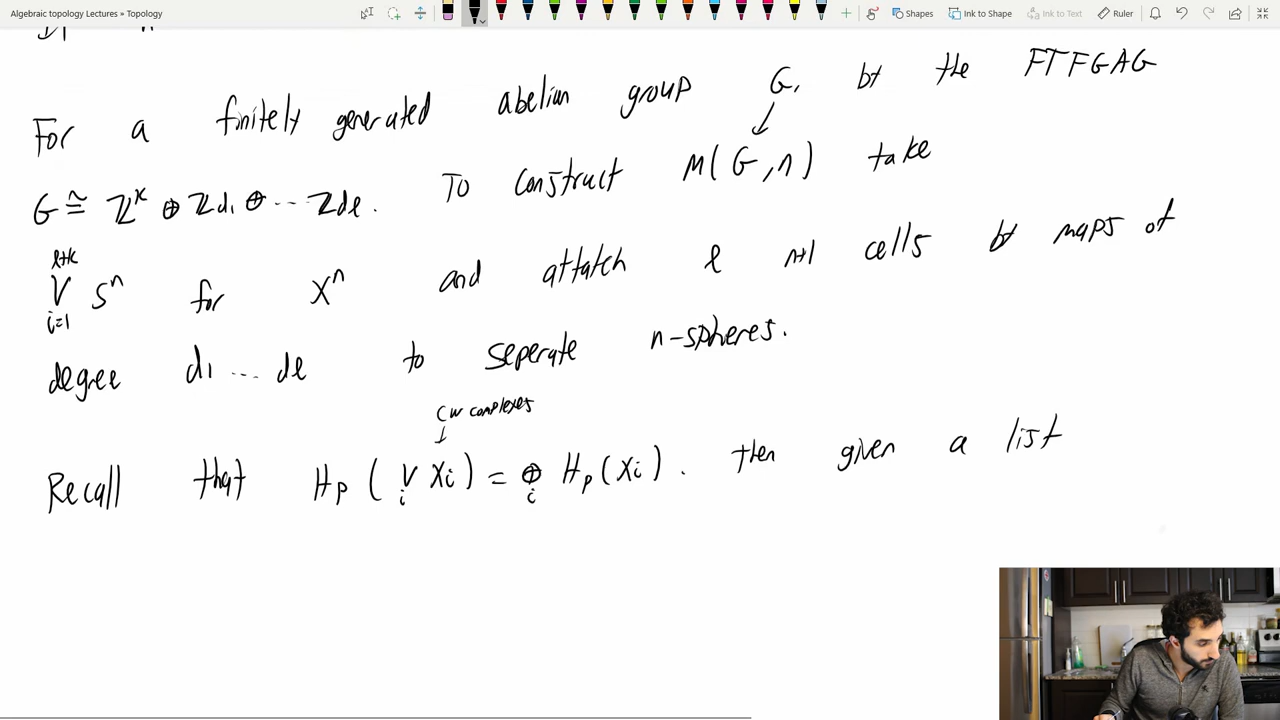 Algebraic topology Lectures » Topology
Shapes Ink to Shape Ink to Text Ruler
For a finitely generated abelian group G, by the FTFGAG
G ≅ ℤᵏ ⊕ ℤd₁ ⊕ ··· ℤdℓ. To construct M(G,n) take
ℓ+k
⋁ Sⁿ for Xⁿ and attatch ℓ n+1 cells by maps of
i=1
degree d₁ ... dℓ to seperate n-spheres.
CW complexes
↓
Recall that Hₚ(⋁ᵢ Xᵢ) = ⊕ᵢ Hₚ(Xᵢ). Then given a list